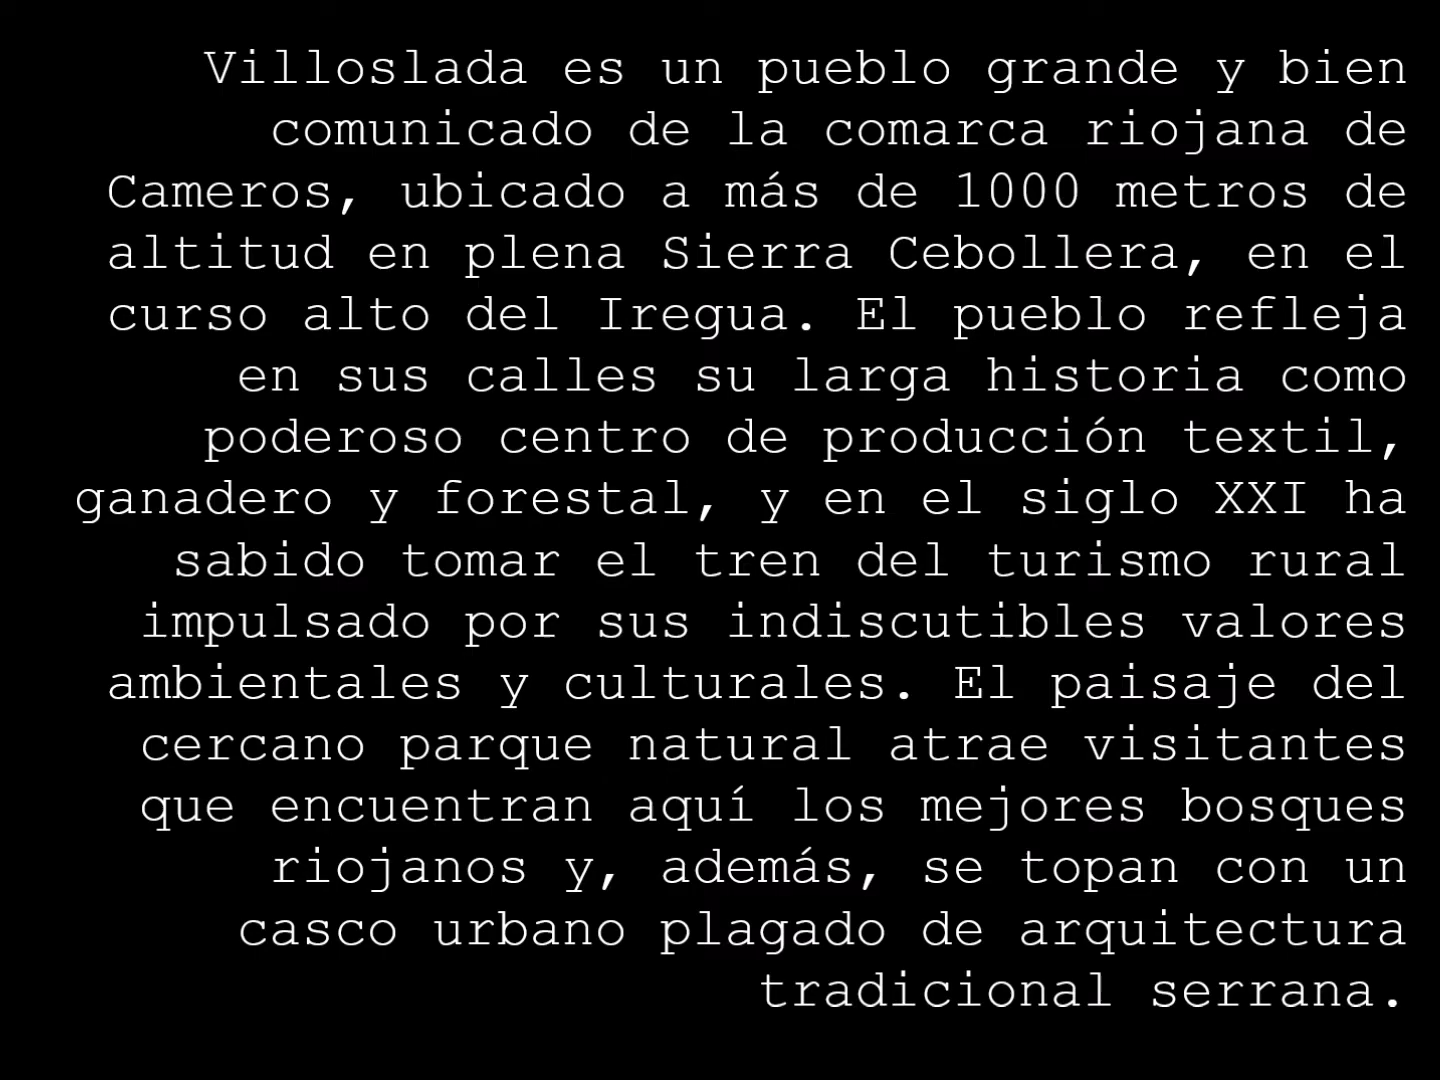 Villoslada es un pueblo grande y bien
comunicado de la comarca riojana de
Cameros, ubicado a más de 1000 metros de
altitud en plena Sierra Cebollera, en el
curso alto del Iregua. El pueblo refleja
en sus calles su larga historia como
poderoso centro de producción textil,
ganadero y forestal, y en el siglo XXI ha
sabido tomar el tren del turismo rural
impulsado por sus indiscutibles valores
ambientales y culturales. El paisaje del
cercano parque natural atrae visitantes
que encuentran aquí los mejores bosques
riojanos y, además, se topan con un
casco urbano plagado de arquitectura
tradicional serrana.